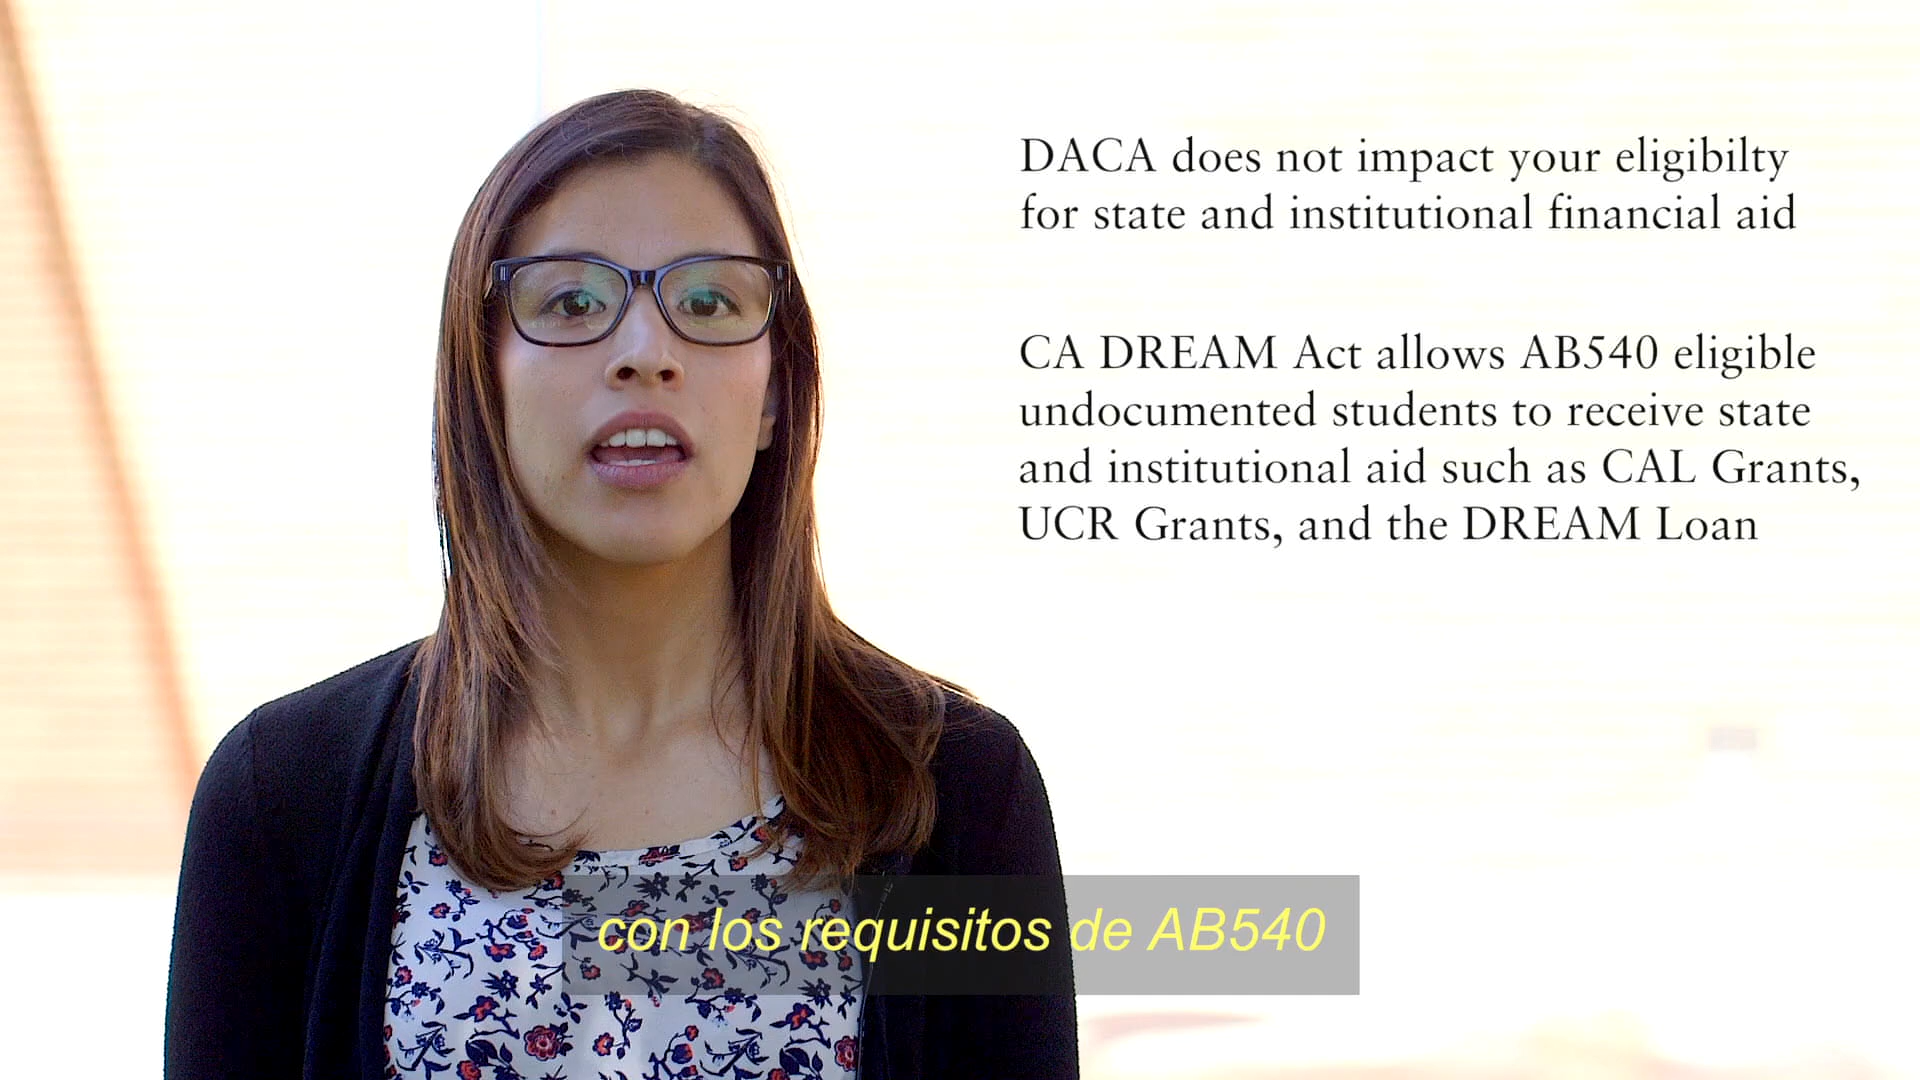 DACA does not impact your eligibilty
for state and institutional financial aid
CA DREAM Act allows AB540 eligible
undocumented students to receive state
and institutional aid such as CAL Grants,
UCR Grants, and the DREAM Loan
con los requisitos de AB540